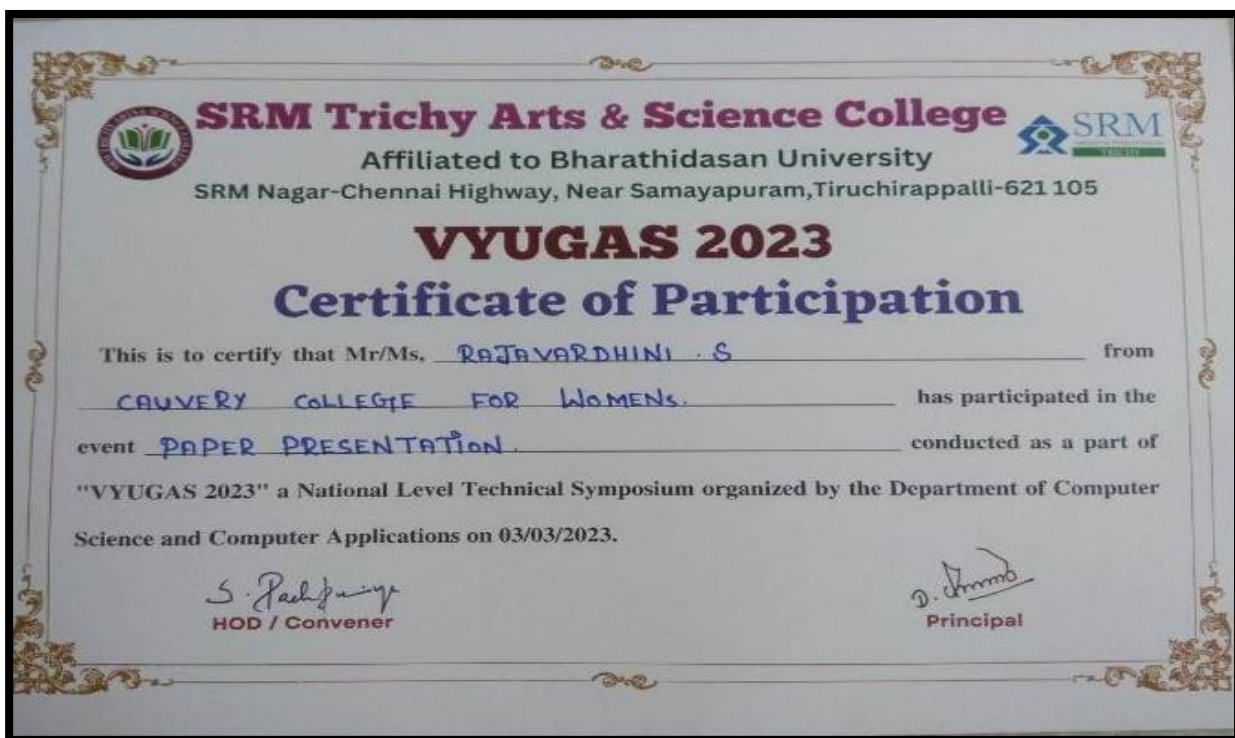 SRM Trichy Arts & Science College
SRM
TRICHY
Affiliated to Bharathidasan University
SRM Nagar-Chennai Highway, Near Samayapuram,Tiruchirappalli-621 105
VYUGAS 2023
Certificate of Participation
This is to certify that Mr/Ms. RAJAVARDHINI . S from
CAUVERY COLLEGE FOR WOMENs. has participated in the
event PAPER PRESENTATION. conducted as a part of
"VYUGAS 2023" a National Level Technical Symposium organized by the Department of Computer
Science and Computer Applications on 03/03/2023.
HOD / Convener
Principal